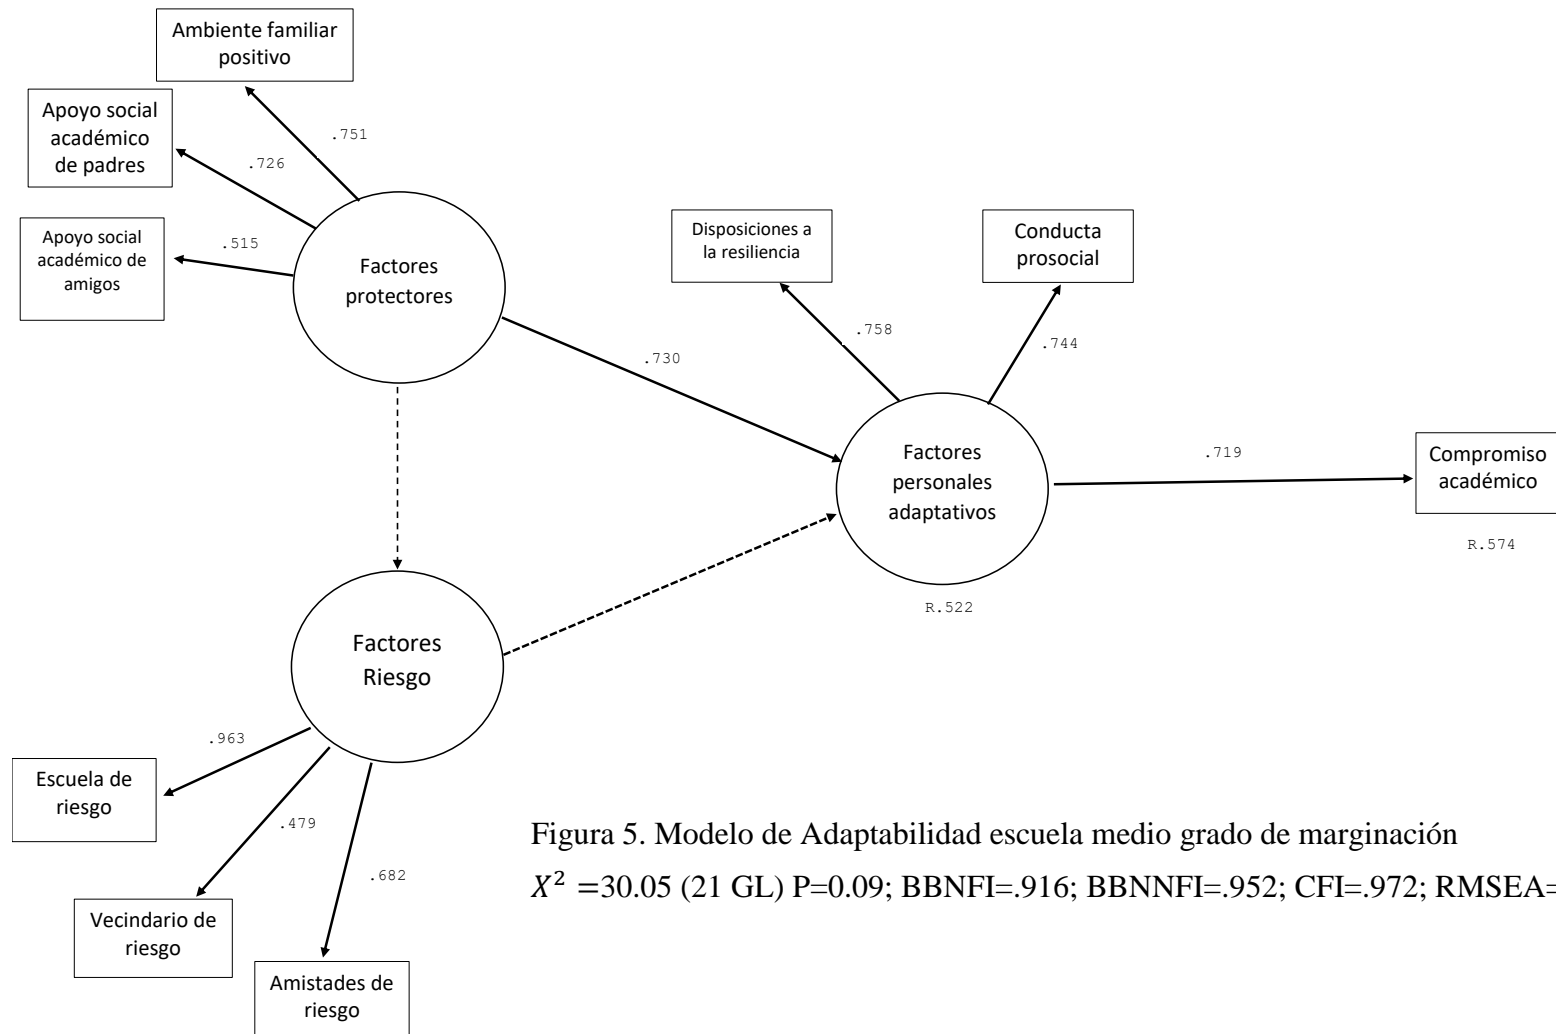 Ambiente familiar
positivo
Apoyo social
académico
de padres
.751
.726
Apoyo social
académico de
amigos
.515
Factores
protectores
Disposiciones a
la resiliencia
Conducta
prosocial
.758
.744
.730
Factores
personales
adaptativos
R.522
.719
Compromiso
académico
R.574
Factores
Riesgo
.963
Escuela de
riesgo
.479
Vecindario de
riesgo
.682
Amistades de
riesgo
Figura 5. Modelo de Adaptabilidad escuela medio grado de marginación
X² =30.05 (21 GL) P=0.09; BBNFI=.916; BBNNFI=.952; CFI=.972; RMSEA=